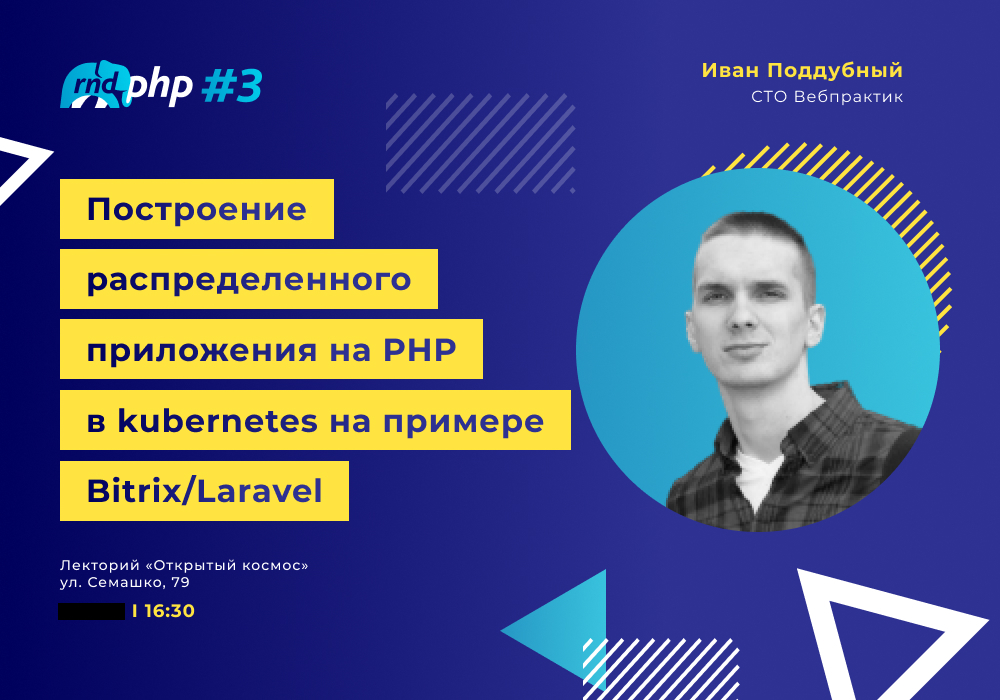 rnd php #3
Иван Поддубный
СТО Вебпрактик
Построение
распределенного
приложения на PHP
в kubernetes на примере
Bitrix/Laravel
Лекторий «Открытый космос»
ул. Семашко, 79
I 16:30